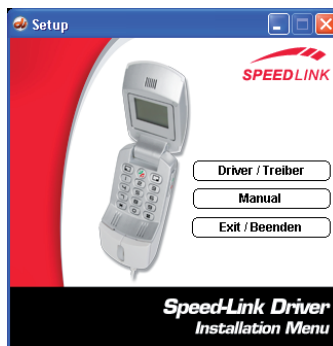 Setup
SPEEDLINK
Driver / Treiber
Manual
Exit / Beenden
Speed-Link Driver
Installation Menu